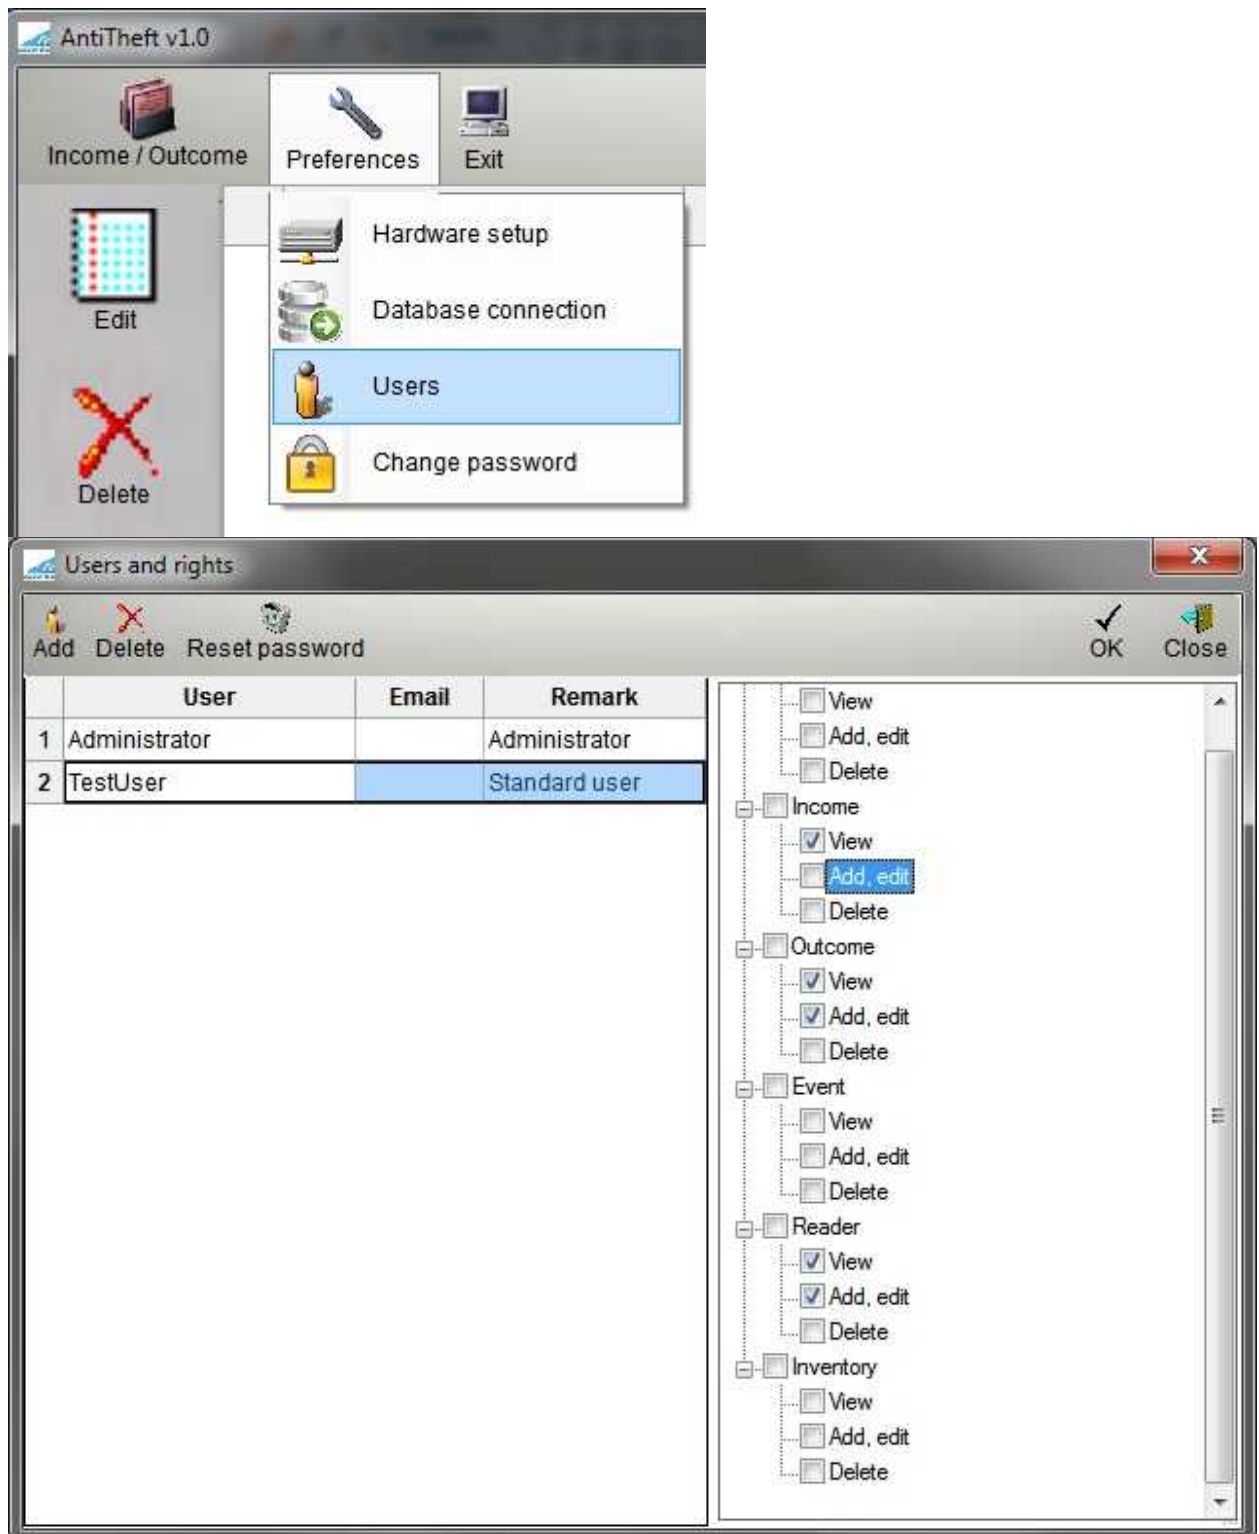 AntiTheft v1.0
Income / Outcome Preferences Exit
Edit
Delete
Hardware setup
Database connection
Users
Change password
Users and rights
Add Delete Reset password OK Close
User Email Remark
1 Administrator Administrator
2 TestUser Standard user
View
Add, edit
Delete
Income
View
Add, edit
Delete
Outcome
View
Add, edit
Delete
Event
View
Add, edit
Delete
Reader
View
Add, edit
Delete
Inventory
View
Add, edit
Delete